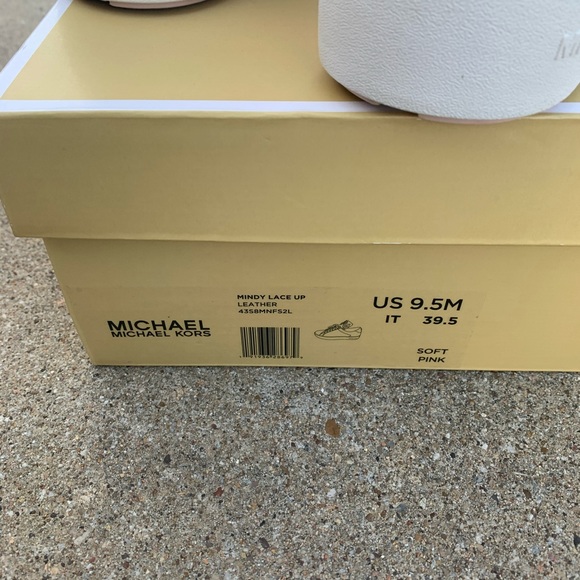 MINDY LACE UP
LEATHER
43S8MNFS2L
MICHAEL
MICHAEL KORS
US 9.5M
IT 39.5
SOFT
PINK